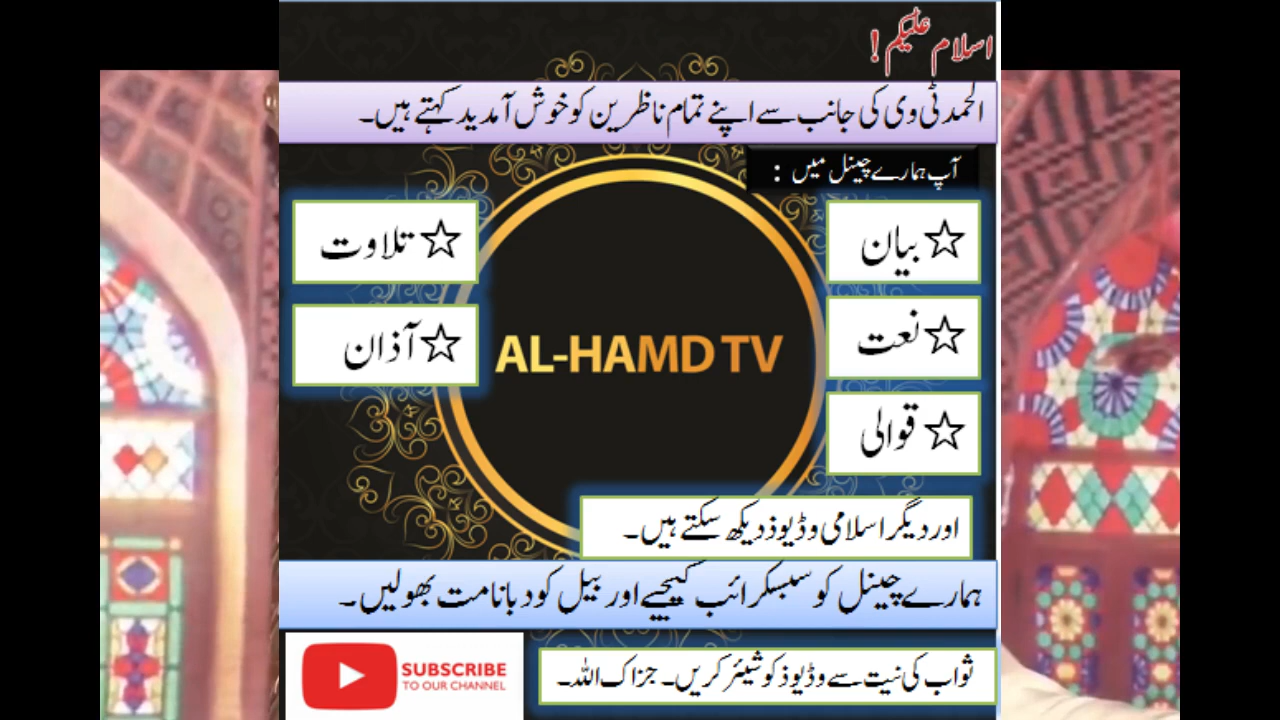 اسلام علیکم !
الحمد ٹی وی کی جانب سے اپنے تمام ناظرین کو خوش آمدید کہتے ہیں۔
آپ ہمارے چینل میں :
☆ بیان
☆ تلاوت
☆ نعت
☆ آذان
AL-HAMD TV
☆ قوالی
اور دیگر اسلامی وڈیوذ دیکھ سکتے ہیں۔
ہمارے چینل کو سبسکرائب کیجیے اور بیل کو دبانا مت بھولیں۔
ثواب کی نیت سے وڈیوذ کو شیئر کریں۔ جزاک اللہ۔
SUBSCRIBE
TO OUR CHANNEL